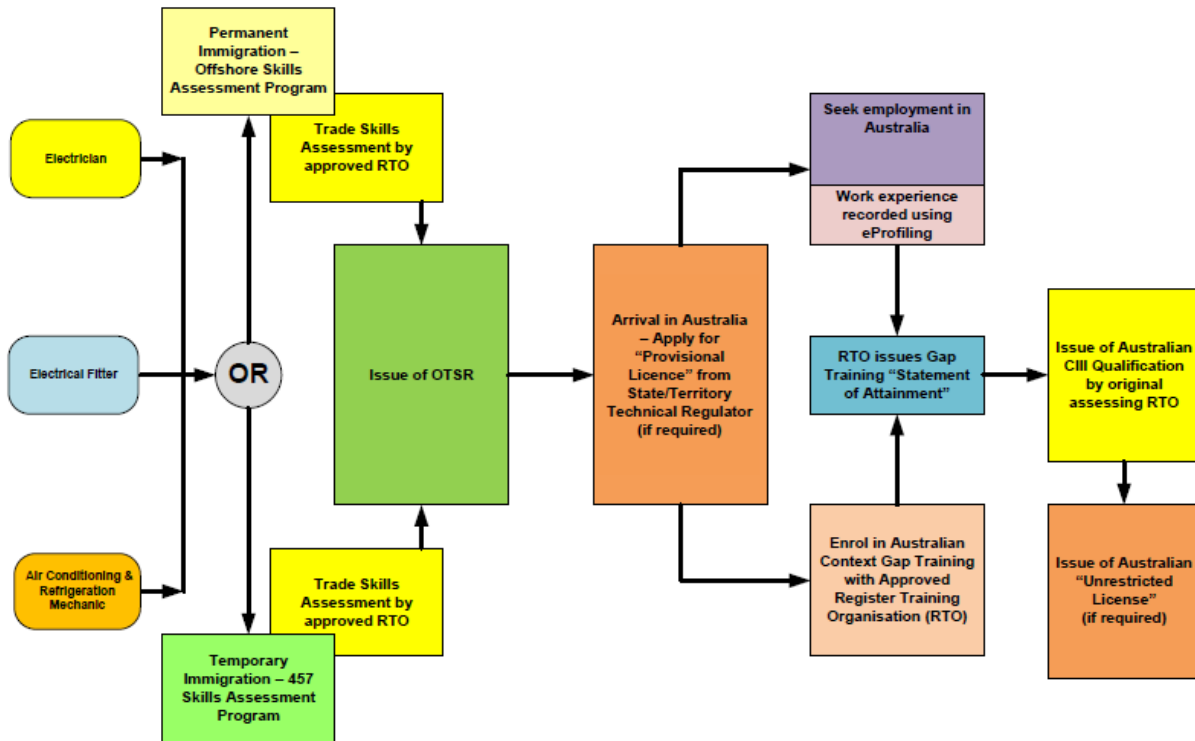 Permanent
Immigration –
Offshore Skills
Assessment Program
Trade Skills
Assessment by
approved RTO
Electrician
Electrical Fitter
Air Conditioning &
Refrigeration
Mechanic
OR
Trade Skills
Assessment by
approved RTO
Temporary
Immigration – 457
Skills Assessment
Program
Issue of OTSR
Arrival in Australia
– Apply for
“Provisional
Licence” from
State/Territory
Technical Regulator
(if required)
Seek employment in
Australia
Work experience
recorded using
eProfiling
RTO issues Gap
Training “Statement
of Attainment”
Enrol in Australian
Context Gap Training
with Approved
Register Training
Organisation (RTO)
Issue of Australian
CIII Qualification
by original
assessing RTO
Issue of Australian
“Unrestricted
License”
(if required)